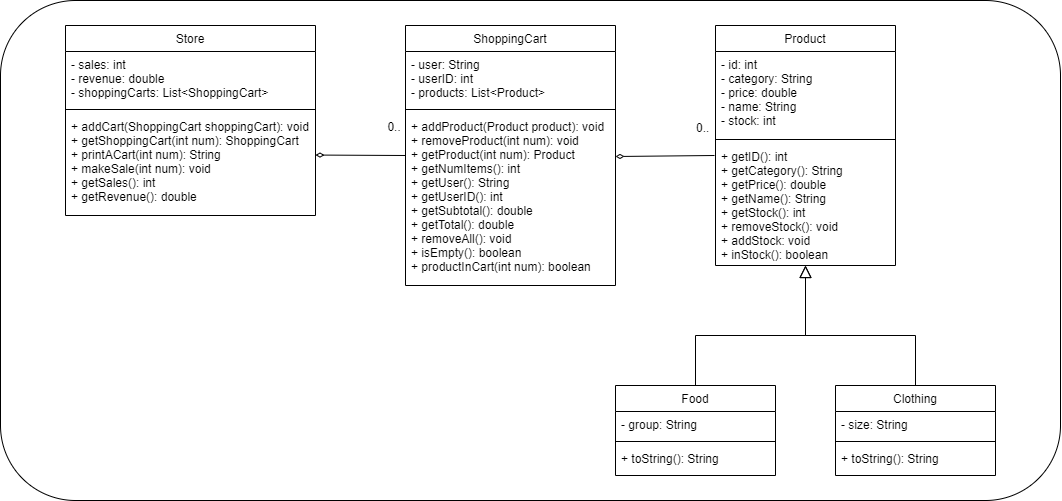 Store
- sales: int
- revenue: double
- shoppingCarts: List<ShoppingCart>
+ addCart(ShoppingCart shoppingCart): void
+ getShoppingCart(int num): ShoppingCart
+ printACart(int num): String
+ makeSale(int num): void
+ getSales(): int
+ getRevenue(): double
0..
ShoppingCart
- user: String
- userID: int
- products: List<Product>
+ addProduct(Product product): void
+ removeProduct(int num): void
+ getProduct(int num): Product
+ getNumItems(): int
+ getUser(): String
+ getUserID(): int
+ getSubtotal(): double
+ getTotal(): double
+ removeAll(): void
+ isEmpty(): boolean
+ productInCart(int num): boolean
0..
Product
- id: int
- category: String
- price: double
- name: String
- stock: int
+ getID(): int
+ getCategory(): String
+ getPrice(): double
+ getName(): String
+ getStock(): int
+ removeStock(): void
+ addStock: void
+ inStock(): boolean
Food
- group: String
+ toString(): String
Clothing
- size: String
+ toString(): String